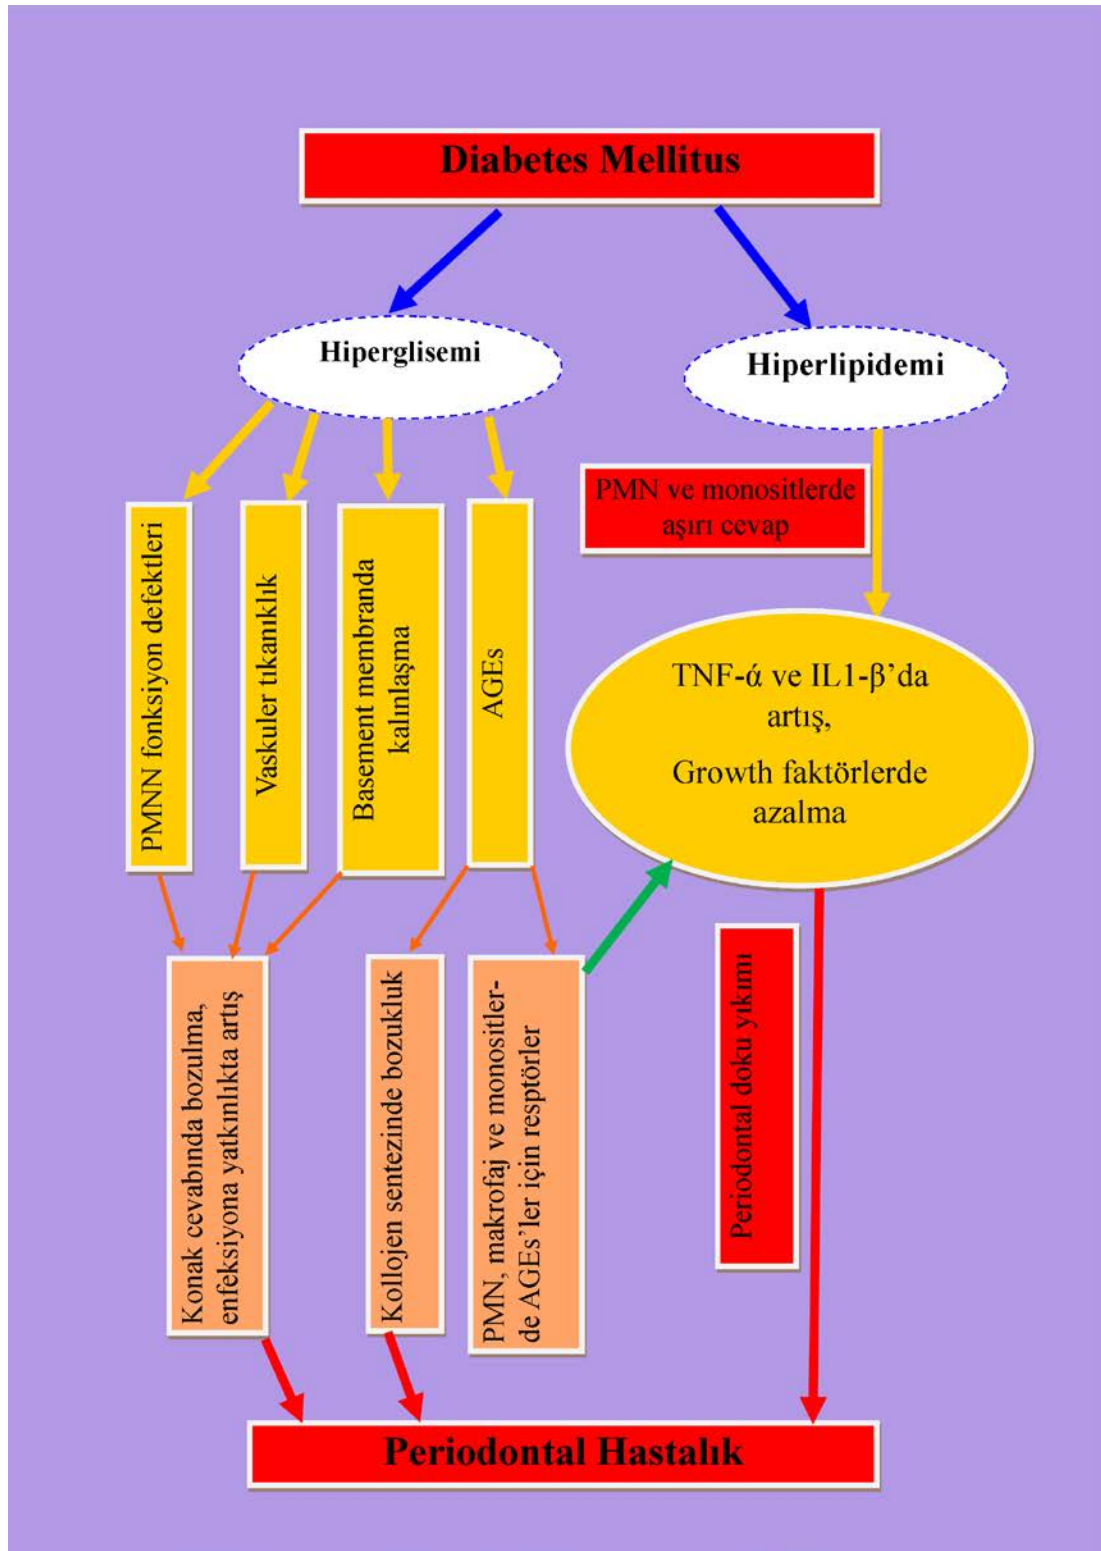 Diabetes Mellitus
Hiperglisemi
Hiperlipidemi
PMN ve monositlerde
aşırı cevap
PMNN fonksiyon defektleri
Vaskuler tıkanıklık
Basement membranda
kalınlaşma
AGEs
TNF-ά ve IL1-β’da
artış,
Growth faktörlerde
azalma
Konak cevabında bozulma,
enfeksiyona yatkınlıkta artış
Kollojen sentezinde bozukluk
PMN, makrofaj ve monositler-
de AGEs’ler için resptörler
Periodontal doku yıkımı
Periodontal Hastalık